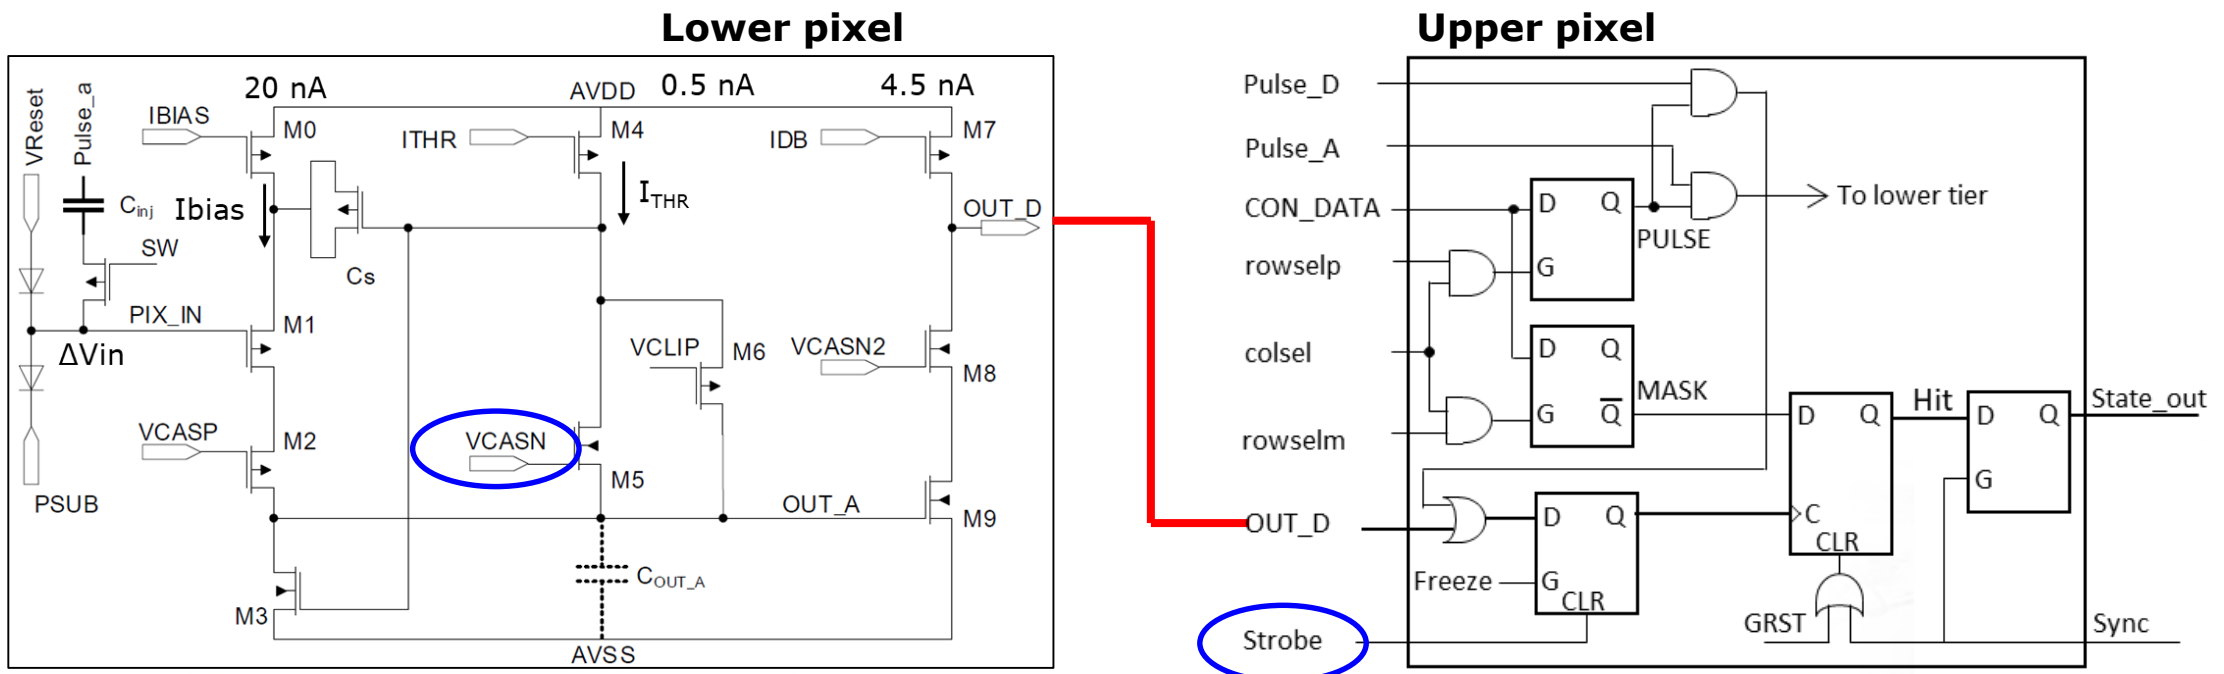 Lower pixel
Upper pixel
20 nA
AVDD
0.5 nA
4.5 nA
VReset
Pulse_a
IBIAS
M0
ITHR
M4
IDB
M7
Cinj
Ibias
ITHR
OUT_D
SW
Cs
PIX_IN
M1
ΔVin
VCLIP
M6
VCASN2
M8
VCASP
M2
VCASN
M5
PSUB
OUT_A
M9
COUT_A
M3
AVSS
Pulse_D
Pulse_A
To lower tier
CON_DATA
D
Q
PULSE
rowselp
G
colsel
D
Q
MASK
rowselm
G
Q
D
Q
Hit
D
Q
State_out
G
OUT_D
D
Q
C
CLR
Freeze
G
CLR
Strobe
GRST
Sync